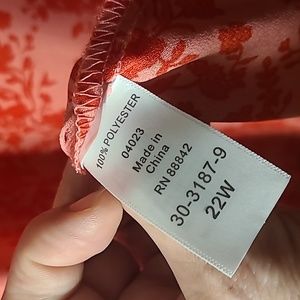 100% POLYESTER
04023
Made in
China
RN 88842
30-3187-9
22W